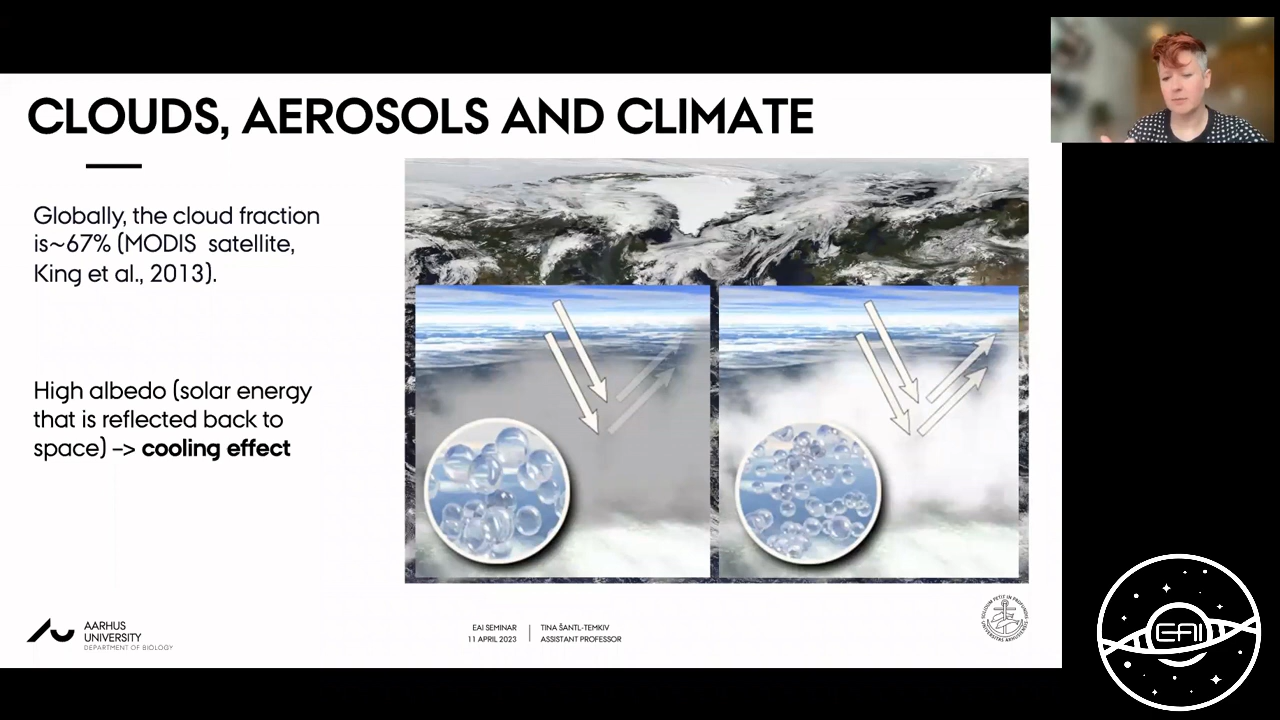 CLOUDS, AEROSOLS AND CLIMATE
Globally, the cloud fraction
is~67% (MODIS satellite,
King et al., 2013).
High albedo (solar energy
that is reflected back to
space) –> cooling effect
AARHUS
UNIVERSITY
DEPARTMENT OF BIOLOGY
EAI SEMINAR
11 APRIL 2023
TINA ŠANTL-TEMKIV
ASSISTANT PROFESSOR
EAI